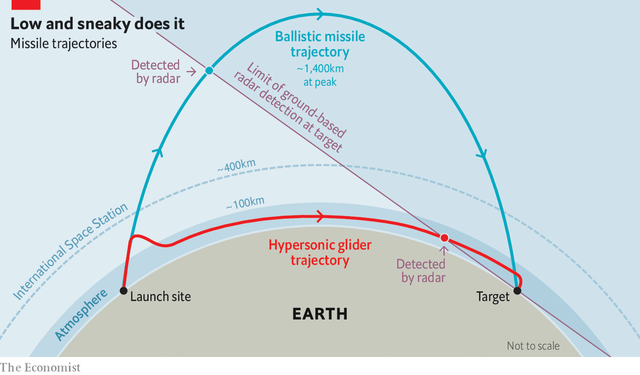 Low and sneaky does it
Missile trajectories
Ballistic missile
trajectory
~1,400km
at peak
Detected
by radar
Limit of ground-based
radar detection at target
~400km
International Space Station
~100km
Atmosphere
Hypersonic glider
trajectory
Detected
by radar
Launch site
Target
EARTH
Not to scale
The Economist